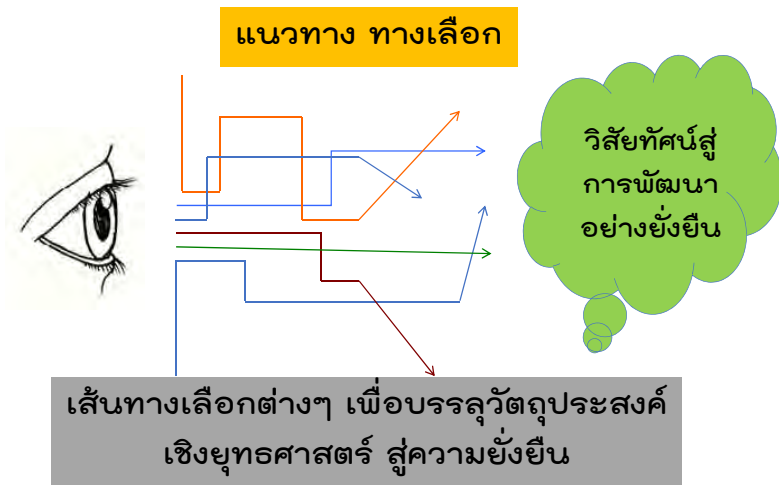 แนวทาง ทางเลือก
วิสัยทัศน์สู่
การพัฒนา
อย่างยั่งยืน
เส้นทางเลือกต่างๆ เพื่อบรรลุวัตถุประสงค์
เชิงยุทธศาสตร์ สู่ความยั่งยืน